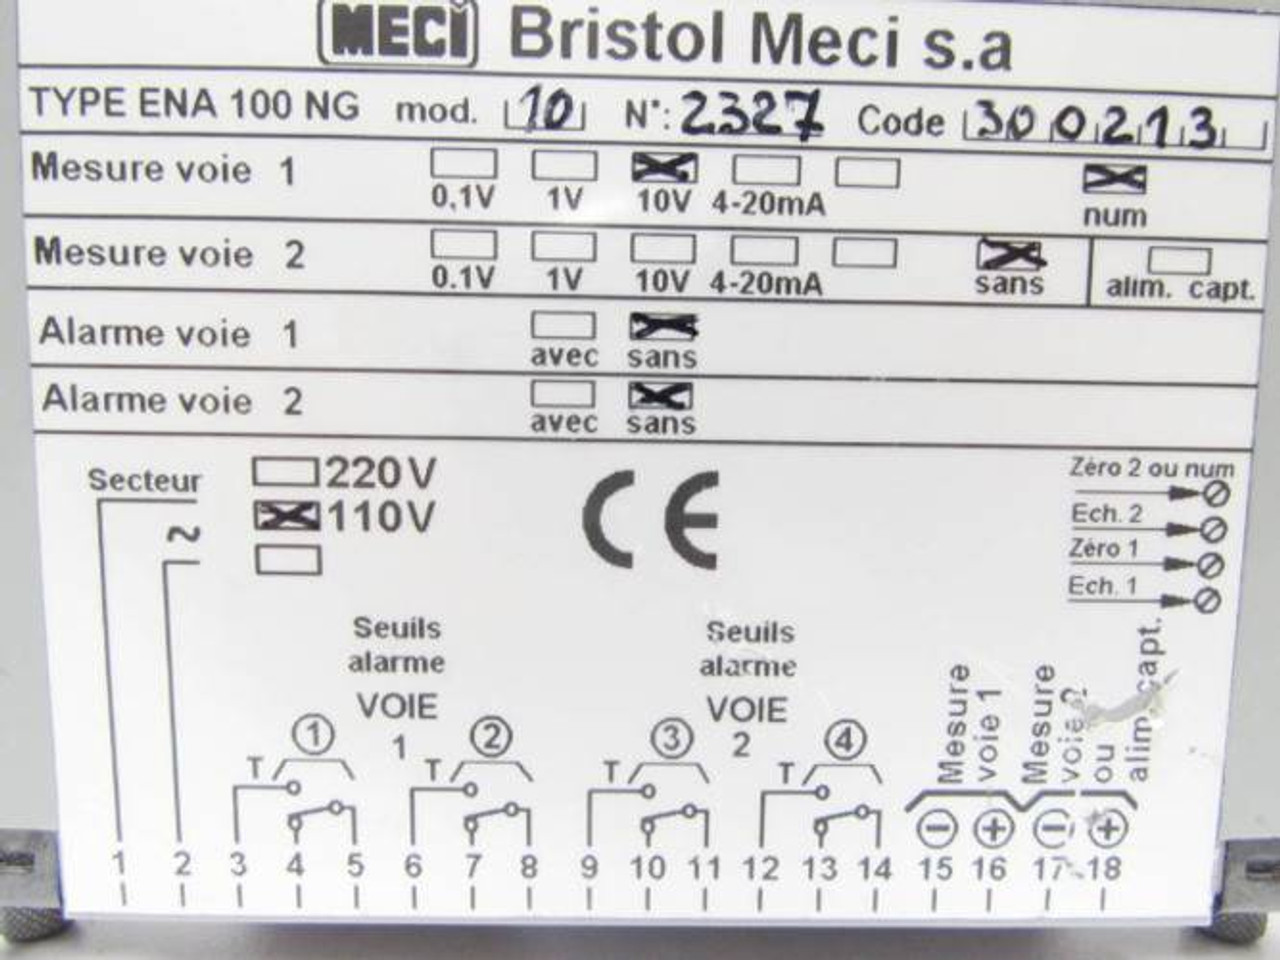 MECI Bristol Meci s.a
TYPE ENA 100 NG mod. 10 N°: 2327 Code 300213
Mesure voie 1 0,1V 1V 10V 4-20mA num
Mesure voie 2 0.1V 1V 10V 4-20mA sans alim. capt.
Alarme voie 1 avec sans
Alarme voie 2 avec sans
Secteur 220V
~ 110V
CE
Zéro 2 ou num
Ech. 2
Zéro 1
Ech. 1
Seuils
alarme
VOIE
1
Seuils
alarme
VOIE
2
1 2 3 4
T T T T
Mesure
voie 1
Mesure
voie 2
ou
alim capt.
- + - +
1 2 3 4 5 6 7 8 9 10 11 12 13 14 15 16 17 18